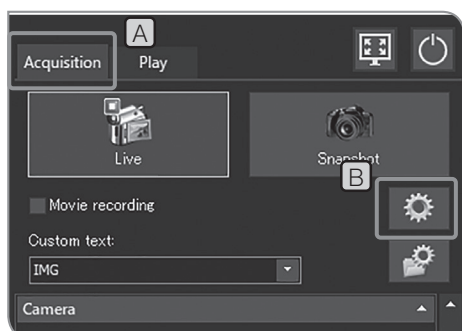 A
Acquisition Play
Live Snapshot
B
Movie recording
Custom text:
IMG
Camera